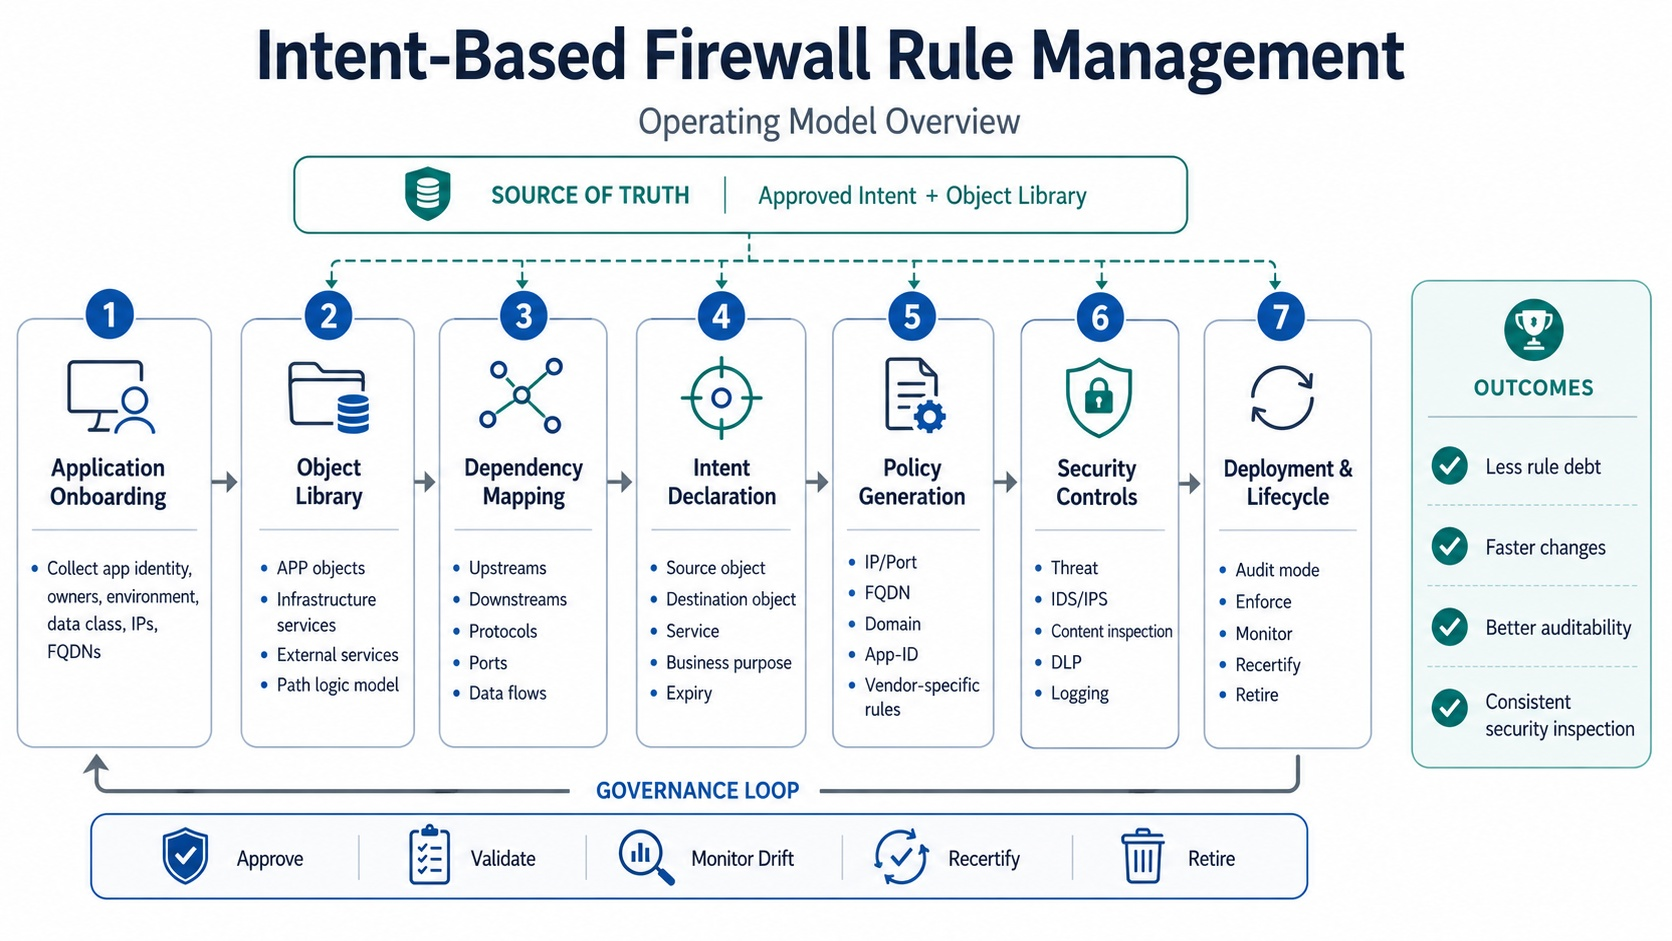 Intent-Based Firewall Rule Management
Operating Model Overview
SOURCE OF TRUTH
Approved Intent + Object Library
1
Application
Onboarding
• Collect app identity,
owners, environment,
data class, IPs,
FQDNs
2
Object
Library
• APP objects
• Infrastructure
services
• External services
• Path logic model
3
Dependency
Mapping
• Upstreams
• Downstreams
• Protocols
• Ports
• Data flows
4
Intent
Declaration
• Source object
• Destination object
• Service
• Business purpose
• Expiry
5
Policy
Generation
• IP/Port
• FQDN
• Domain
• App-ID
• Vendor-specific
rules
6
Security
Controls
• Threat
• IDS/IPS
• Content inspection
• DLP
• Logging
7
Deployment &
Lifecycle
• Audit mode
• Enforce
• Monitor
• Recertify
• Retire
OUTCOMES
Less rule debt
Faster changes
Better auditability
Consistent
security inspection
GOVERNANCE LOOP
Approve
Validate
Monitor Drift
Recertify
Retire